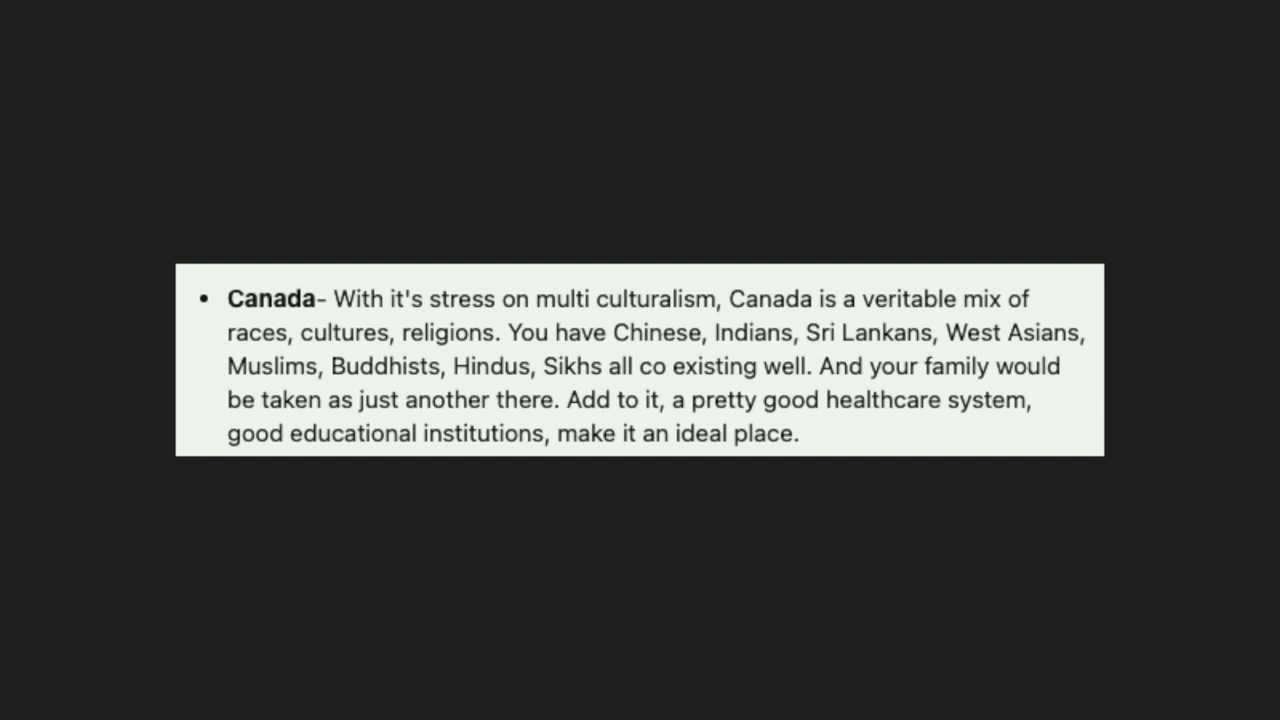 • Canada- With it's stress on multi culturalism, Canada is a veritable mix of
races, cultures, religions. You have Chinese, Indians, Sri Lankans, West Asians,
Muslims, Buddhists, Hindus, Sikhs all co existing well. And your family would
be taken as just another there. Add to it, a pretty good healthcare system,
good educational institutions, make it an ideal place.